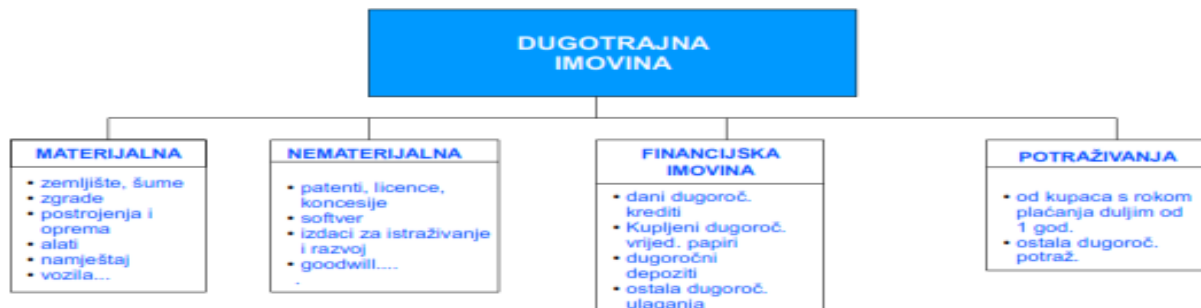 DUGOTRAJNA
IMOVINA
MATERIJALNA
• zemljište, šume
• zgrade
• postrojenja i
oprema
• alati
• namještaj
• vozila...
NEMATERIJALNA
• patenti, licence,
koncesije
• softver
• izdaci za istraživanje
i razvoj
• goodwill....
.
FINANCIJSKA
IMOVINA
• dani dugoroč.
krediti
• Kupljeni dugoroč.
vrijed. papiri
• dugoročni
depoziti
• ostala dugoroč.
ulaganja
POTRAŽIVANJA
• od kupaca s rokom
plaćanja duljim od
1 god.
• ostala dugoroč.
potraž.